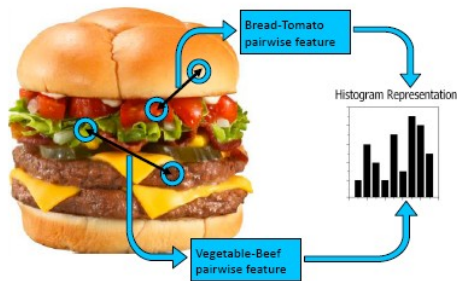 Bread-Tomato
pairwise feature
Histogram Representation
Vegetable-Beef
pairwise feature